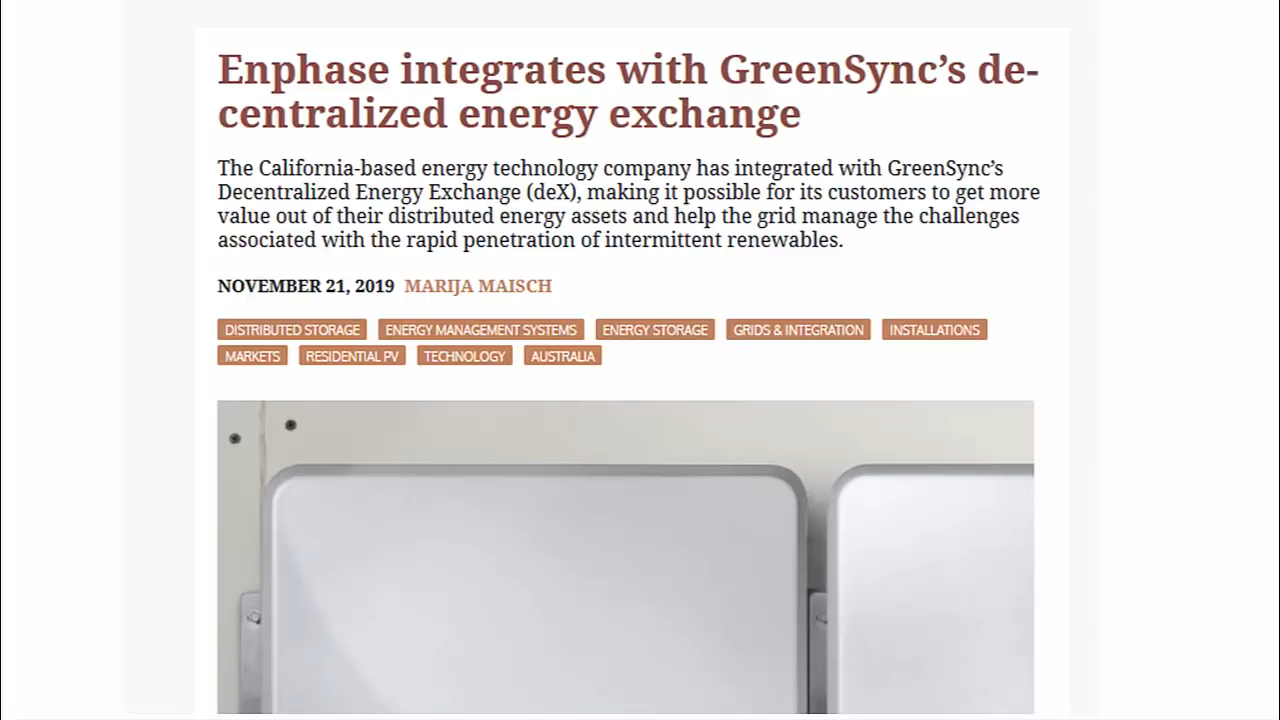 Enphase integrates with GreenSync’s de-
centralized energy exchange
The California-based energy technology company has integrated with GreenSync’s
Decentralized Energy Exchange (deX), making it possible for its customers to get more
value out of their distributed energy assets and help the grid manage the challenges
associated with the rapid penetration of intermittent renewables.
NOVEMBER 21, 2019 MARIJA MAISCH
DISTRIBUTED STORAGE ENERGY MANAGEMENT SYSTEMS ENERGY STORAGE GRIDS & INTEGRATION INSTALLATIONS
MARKETS RESIDENTIAL PV TECHNOLOGY AUSTRALIA